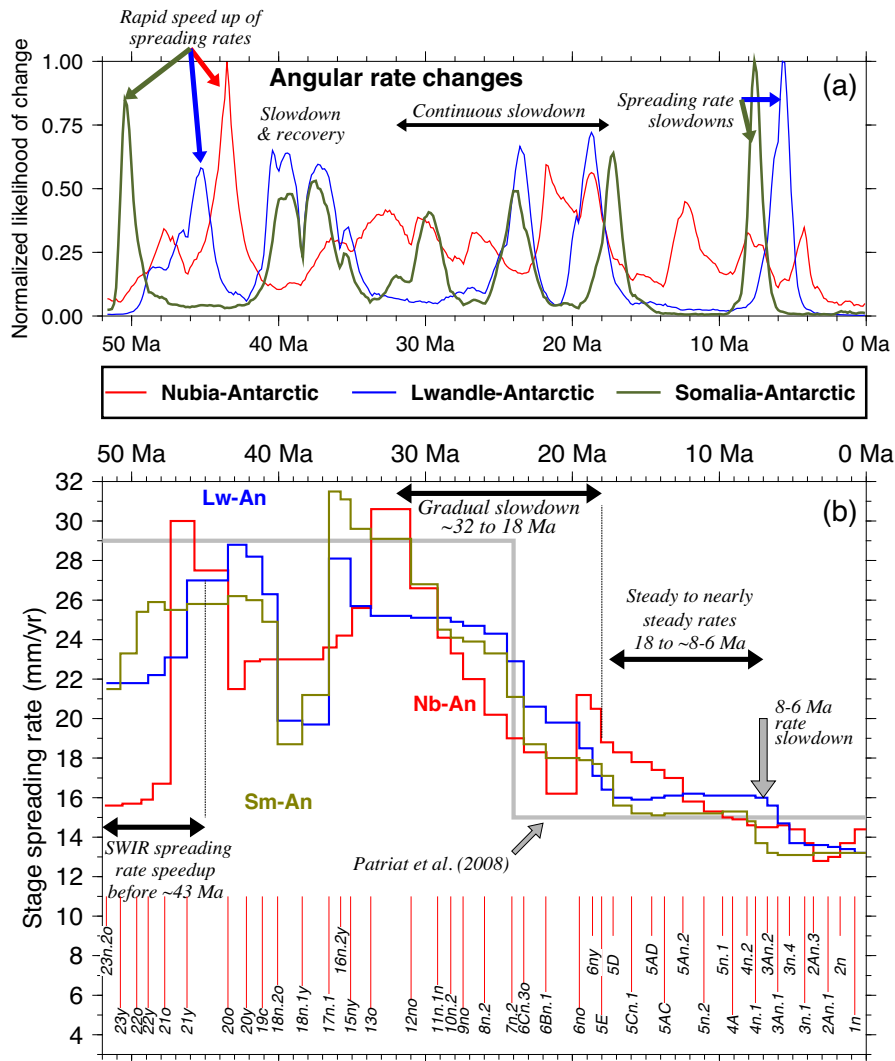 Rapid speed up of
spreading rates
1.00
0.75
0.50
0.25
0.00
Normalized likelihood of change
Angular rate changes
(a)
Slowdown
& recovery
Continuous slowdown
Spreading rate
slowdowns
50 Ma
40 Ma
30 Ma
20 Ma
10 Ma
0 Ma
Nubia-Antarctic
Lwandle-Antarctic
Somalia-Antarctic
50 Ma
40 Ma
30 Ma
20 Ma
10 Ma
0 Ma
32
30
28
26
24
22
20
18
16
14
12
11
10
8
6
4
Stage spreading rate (mm/yr)
Lw-An
(b)
Gradual slowdown
~32 to 18 Ma
Steady to nearly
steady rates
18 to ~8-6 Ma
Nb-An
8-6 Ma
rate
slowdown
Sm-An
SWIR spreading
rate speedup
before ~43 Ma
Patriat et al. (2008)
23n.2o
23y
22o
22y
21o
21y
20o
20y
19c
18n.2o
18n.1y
17n.1
16n.2y
15ny
13o
12no
11n.1n
10n.2
9no
8n.2
7n.2
6Cn.3o
6Bn.1
6no
6ny
5E
5D
5Cn.1
5AD
5AC
5An.2
5n.2
5n.1
4A
4n.2
4n.1
3An.2
3An.1
3n.4
3n.1
2An.3
2An.1
2n
1n